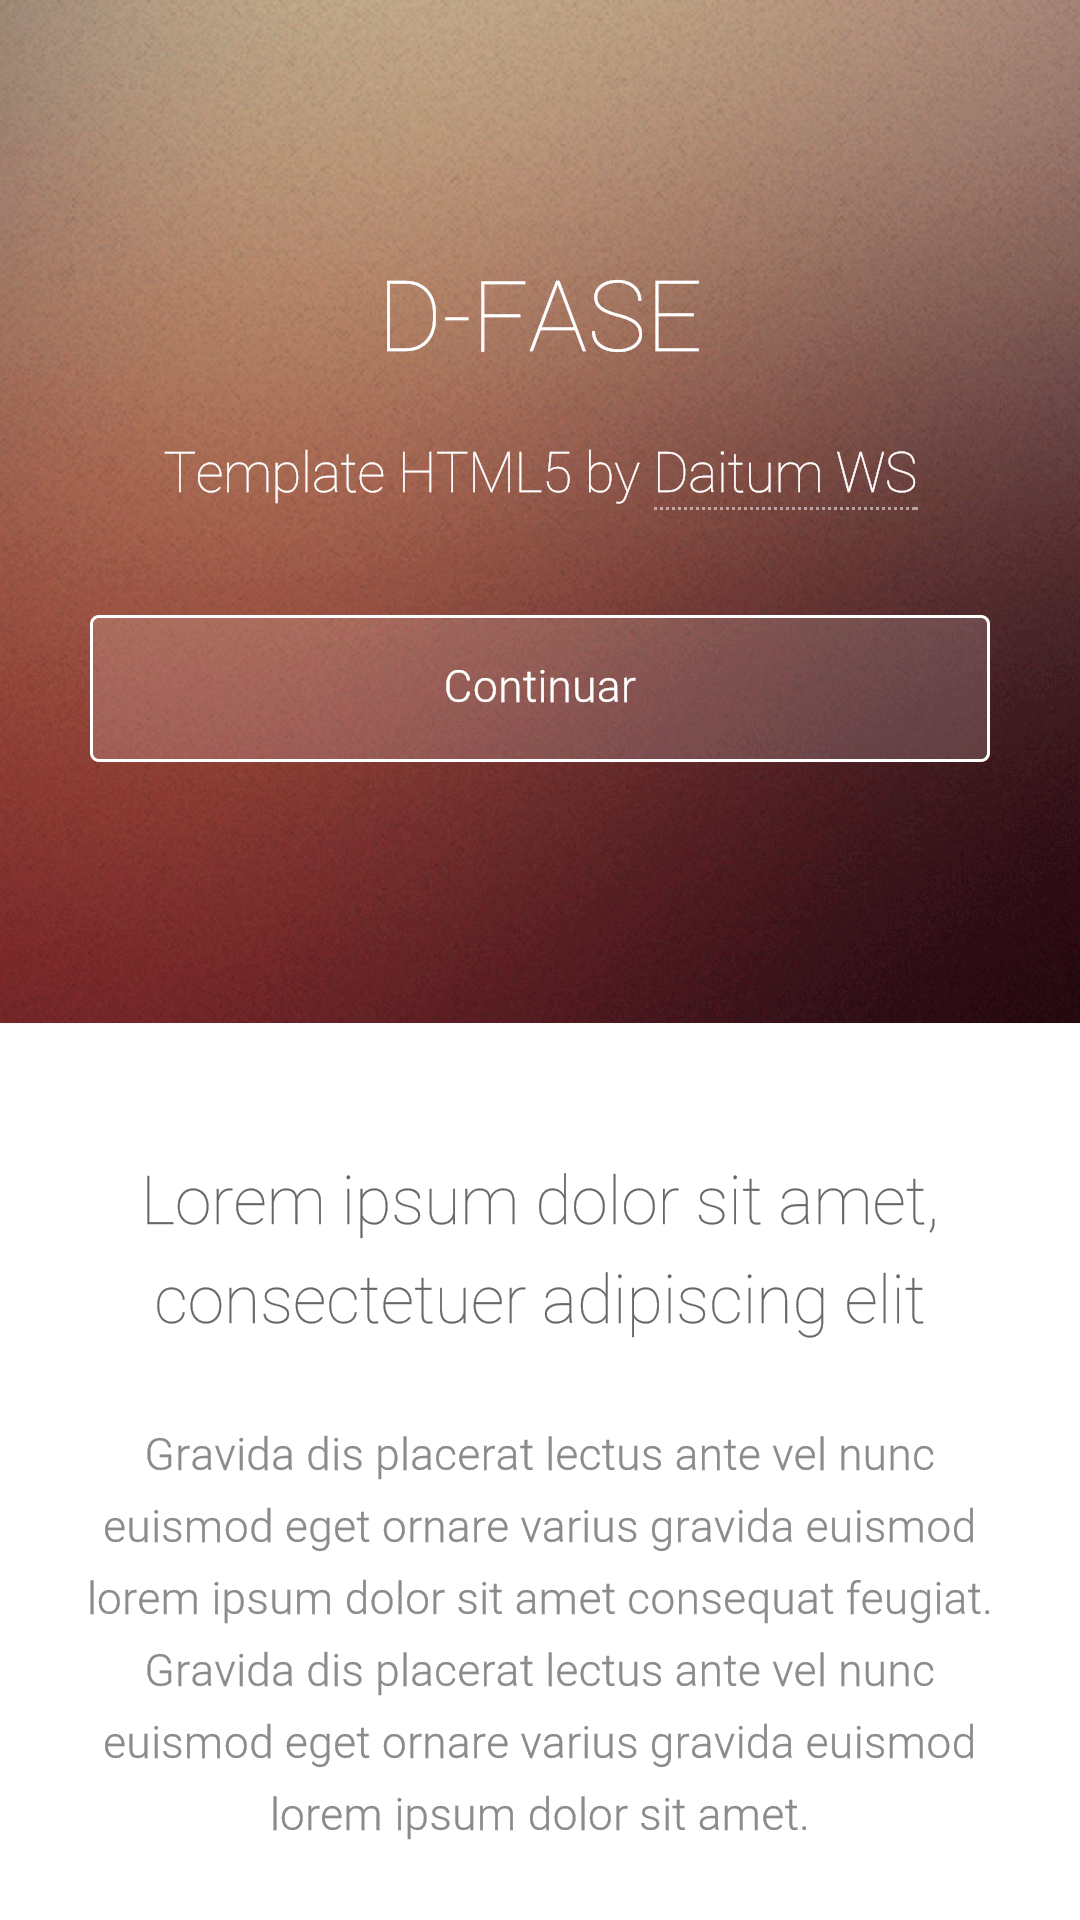 D-FASE
Template HTML5 by Daitum WS
Continuar
Lorem ipsum dolor sit amet,
consectetuer adipiscing elit
Gravida dis placerat lectus ante vel nunc
euismod eget ornare varius gravida euismod
lorem ipsum dolor sit amet consequat feugiat.
Gravida dis placerat lectus ante vel nunc
euismod eget ornare varius gravida euismod
lorem ipsum dolor sit amet.